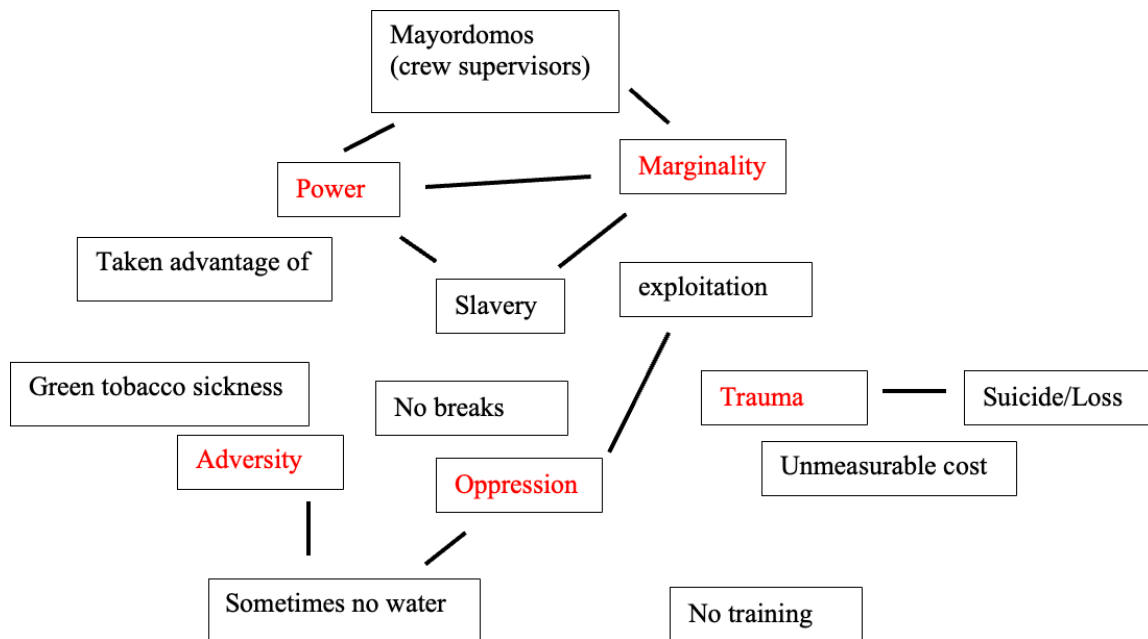 Mayordomos
(crew supervisors)
Marginality
Power
Taken advantage of
exploitation
Slavery
Green tobacco sickness
No breaks
Trauma
Suicide/Loss
Adversity
Oppression
Unmeasurable cost
Sometimes no water
No training